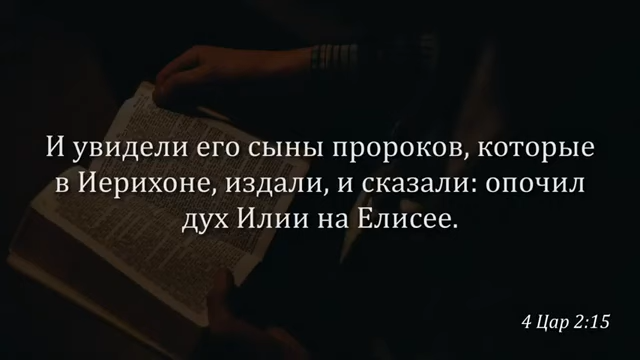 И увидели его сыны пророков, которые
в Иерихоне, издали, и сказали: опочил
дух Илии на Елисее.
4 Цар 2:15